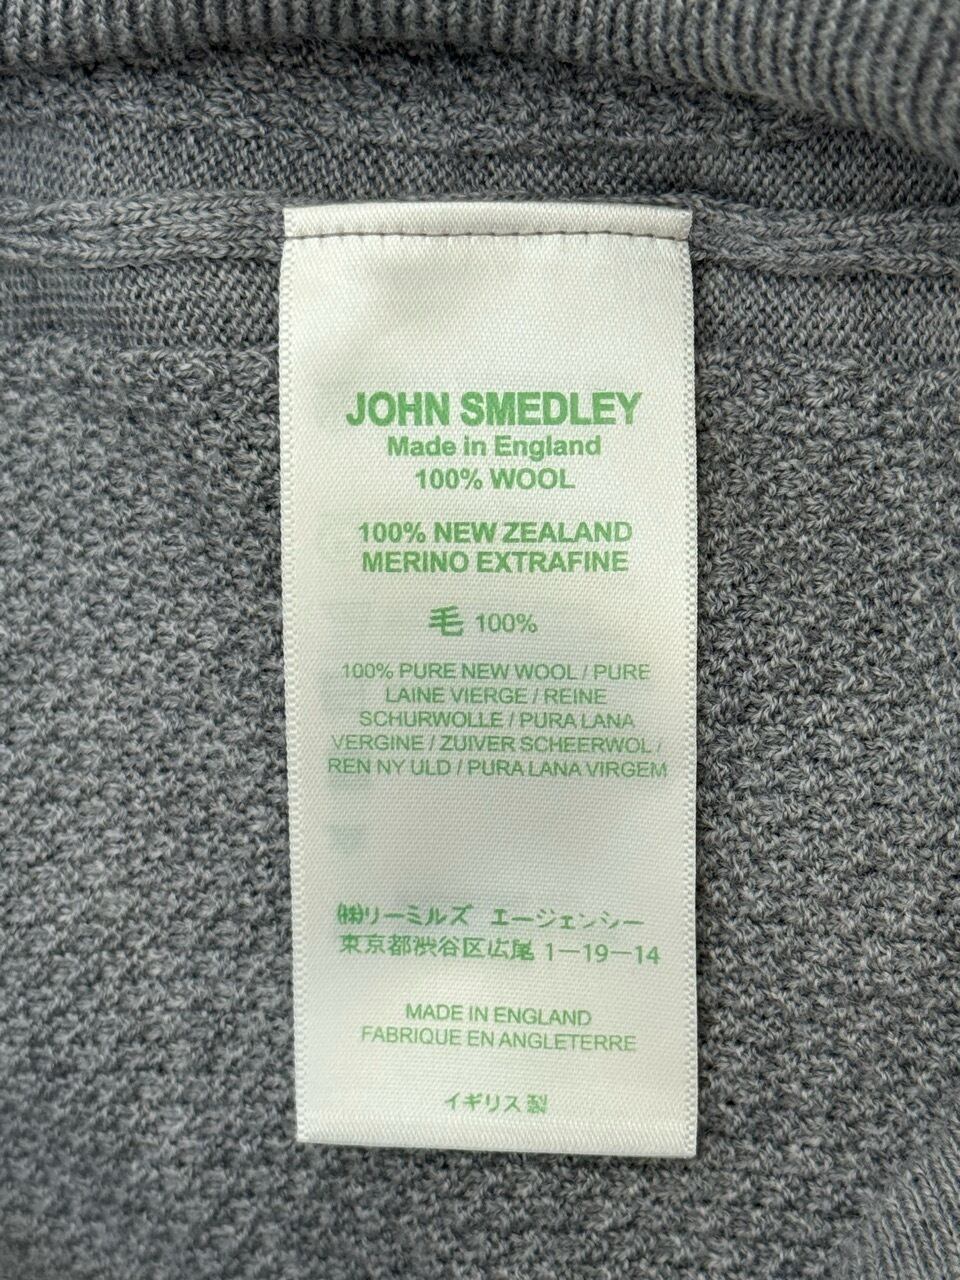 JOHN SMEDLEY
Made in England
100% WOOL
100% NEW ZEALAND
MERINO EXTRAFINE
毛 100%
100% PURE NEW WOOL / PURE
LAINE VIERGE / REINE
SCHURWOLLE / PURA LANA
VERGINE / ZUIVER SCHEERWOL /
REN NY ULD / PURA LANA VIRGEM
㈱リーミルズ エージェンシー
東京都渋谷区広尾 1−19−14
MADE IN ENGLAND
FABRIQUE EN ANGLETERRE
イギリス製